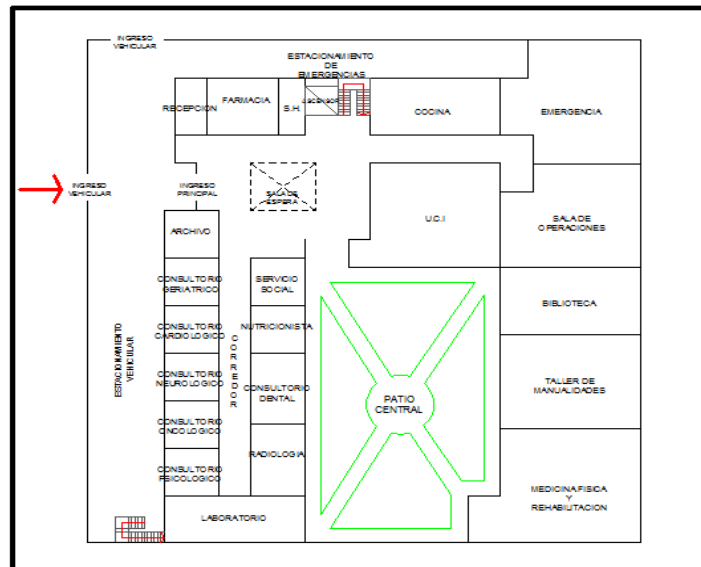 INGRESO
VEHICULAR
ESTACIONAMIENTO
DE
EMERGENCIAS
RECEPCION
FARMACIA
S.H.
ASCENSOR
COCINA
EMERGENCIA
INGRESO
VEHICULAR
INGRESO
PRINCIPAL
SALA DE
ESPERA
ARCHIVO
U.C.I
SALA DE
OPERACIONES
CONSULTORIO
GERIATRICO
SERVICIO
SOCIAL
BIBLIOTECA
CONSULTORIO
CARDIOLOGICO
NUTRICIONISTA
ESTACIONAMIENTO
VEHICULAR
CORREDOR
CONSULTORIO
NEUROLOGICO
CONSULTORIO
DENTAL
PATIO
CENTRAL
TALLER DE
MANUALIDADES
CONSULTORIO
ONCOLOGICO
RADIOLOGIA
CONSULTORIO
PSICOLOGICO
LABORATORIO
MEDICINA FISICA
Y
REHABILITACION